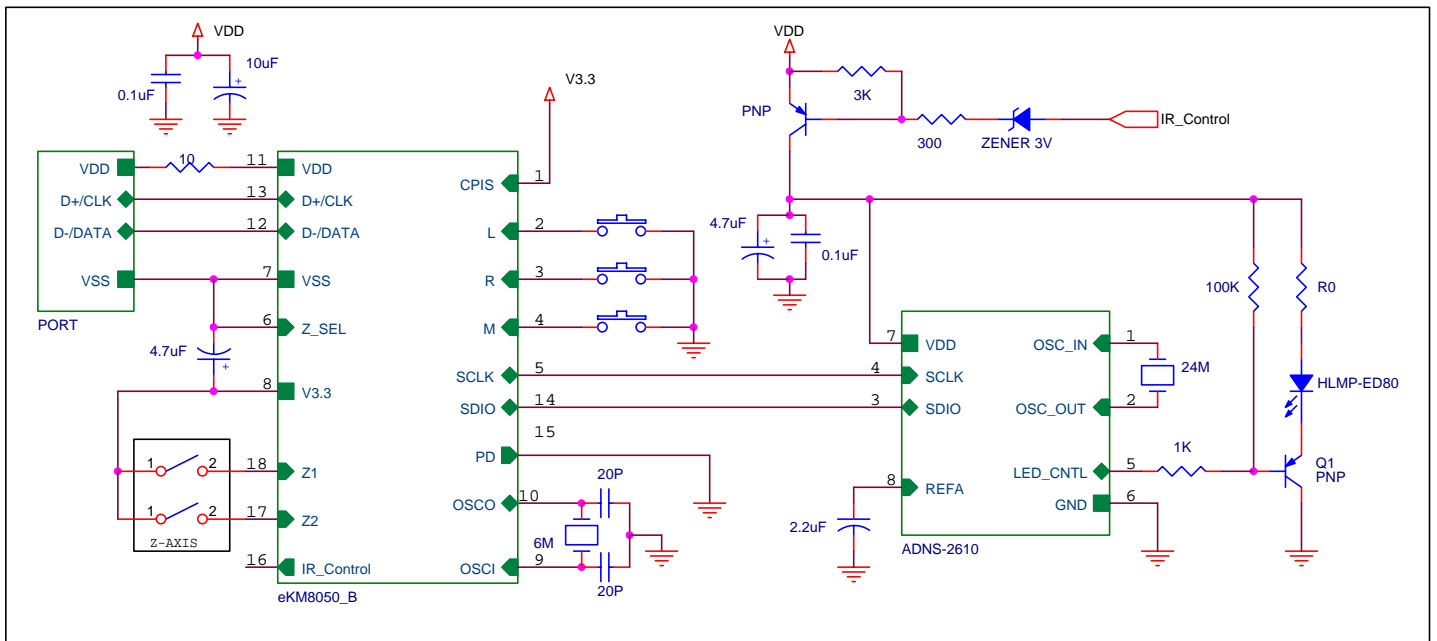 VDD
10uF
0.1uF
V3.3
VDD
3K
PNP
300
ZENER 3V
IR_Control
VDD
D+/CLK
D-/DATA
VSS
PORT
10
11
13
12
7
6
4.7uF
8
18
17
16
1
2
1
2
Z-AXIS
VDD
D+/CLK
D-/DATA
VSS
Z_SEL
V3.3
Z1
Z2
IR_Control
CPIS
L
R
M
SCLK
SDIO
PD
OSCO
OSCI
eKM8050_B
1
2
3
4
5
14
15
10
9
20P
6M
20P
4.7uF
0.1uF
7
4
3
8
2.2uF
VDD
SCLK
SDIO
REFA
OSC_IN
OSC_OUT
LED_CNTL
GND
ADNS-2610
1
2
5
6
24M
1K
100K
R0
HLMP-ED80
Q1
PNP